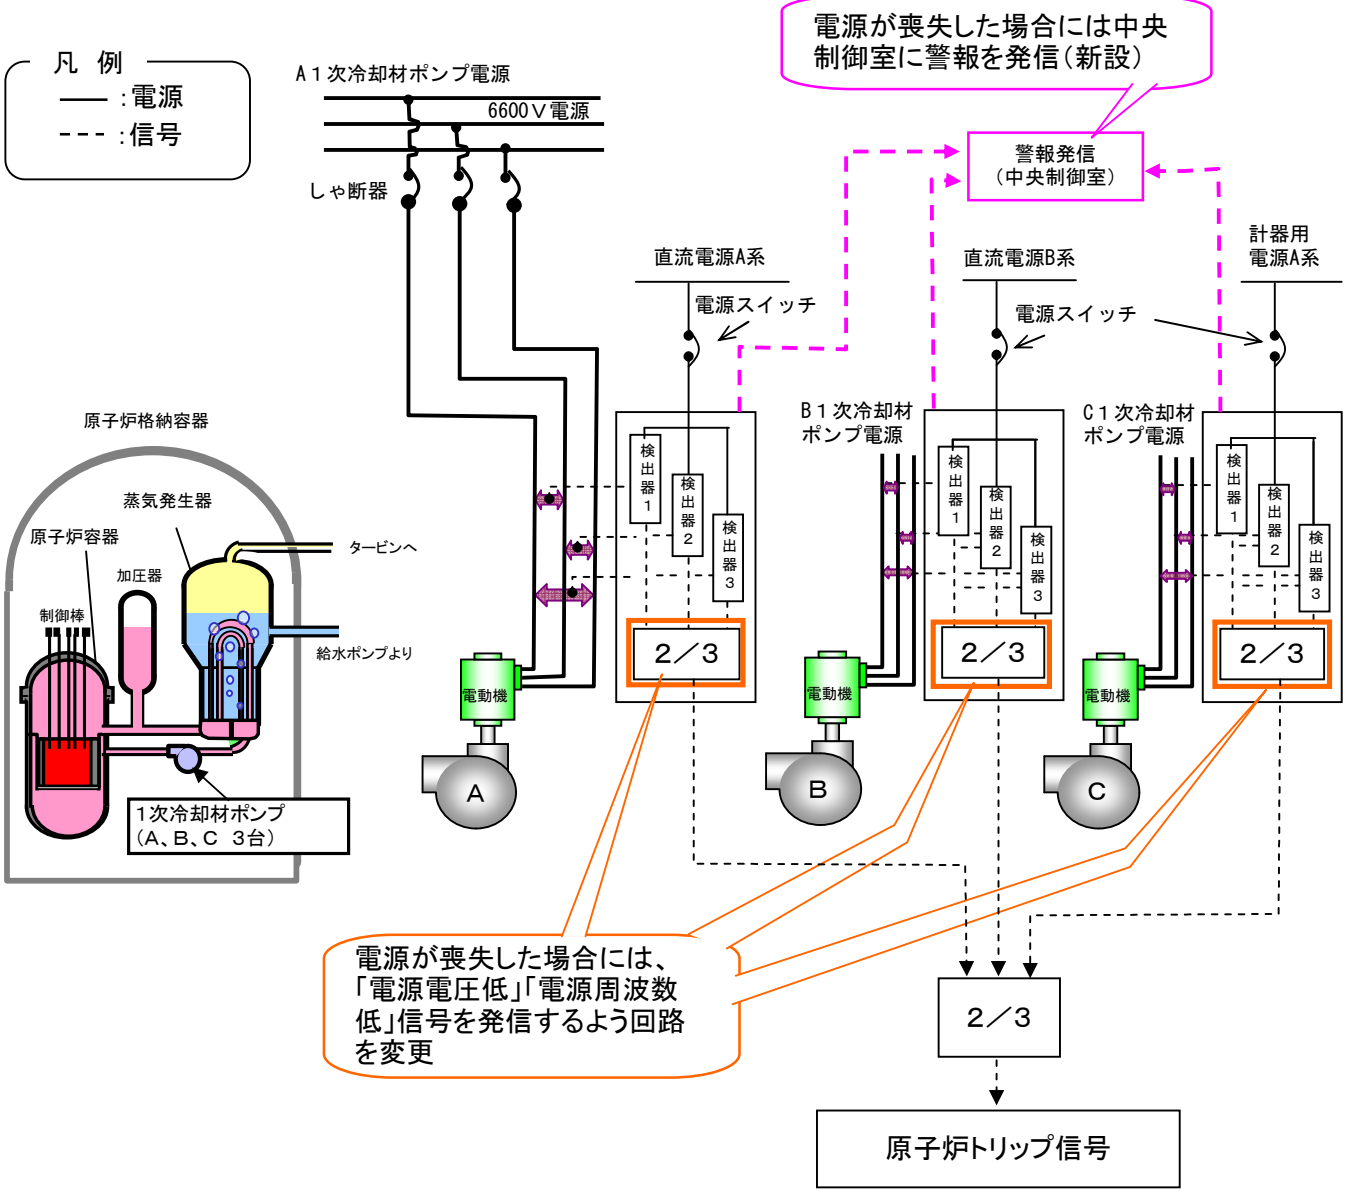 電源が喪失した場合には中央
制御室に警報を発信(新設)
凡 例
:電源
:信号
A1次冷却材ポンプ電源
6600V電源
しゃ断器
警報発信
(中央制御室)
直流電源A系
電源スイッチ
直流電源B系
電源スイッチ
計器用
電源A系
B1次冷却材
ポンプ電源
C1次冷却材
ポンプ電源
検出器1
検出器2
検出器3
2/3
検出器1
検出器2
検出器3
2/3
検出器1
検出器2
検出器3
2/3
原子炉格納容器
蒸気発生器
原子炉容器
タービンへ
加圧器
制御棒
給水ポンプより
1次冷却材ポンプ
(A、B、C 3台)
電動機
A
電動機
B
電動機
C
電源が喪失した場合には、
「電源電圧低」「電源周波数
低」信号を発信するよう回路
を変更
2/3
原子炉トリップ信号